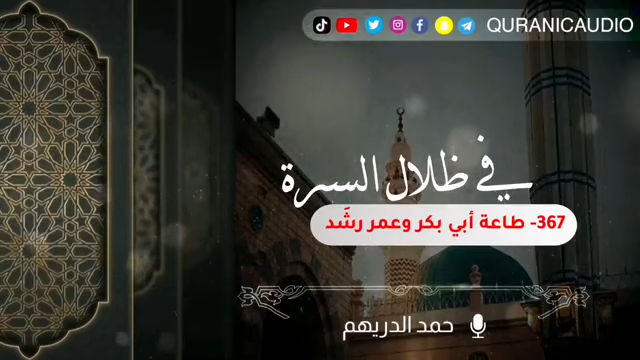 QURANICAUDIO
في ظلال السيرة
367- طاعة أبي بكر وعمر رشَد
حمد الدريهم